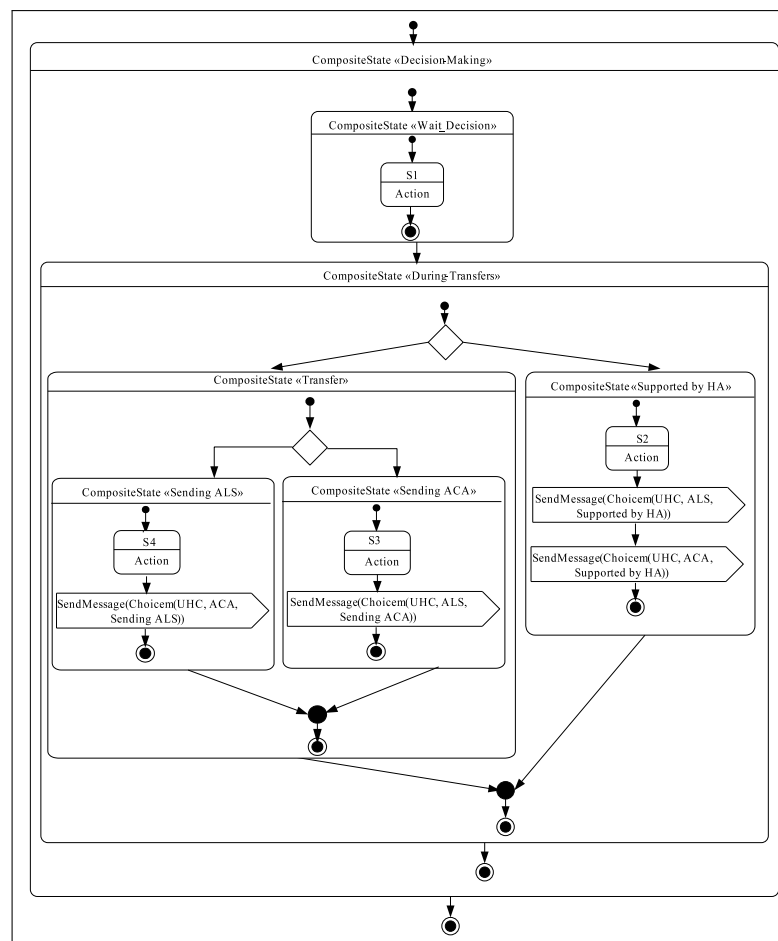 CompositeState «Decision-Making»
CompositeState «Wait_Decision»
S1
Action
CompositeState «During-Transfers»
CompositeState «Transfer»
CompositeState «Supported by HA»
S2
Action
CompositeState «Sending ALS»
CompositeState «Sending ACA»
SendMessage(Choicem(UHC, ALS,
Supported by HA))
S4
Action
S3
Action
SendMessage(Choicem(UHC, ACA,
Supported by HA))
SendMessage(Choicem(UHC, ACA,
Sending ALS))
SendMessage(Choicem(UHC, ALS,
Sending ACA))